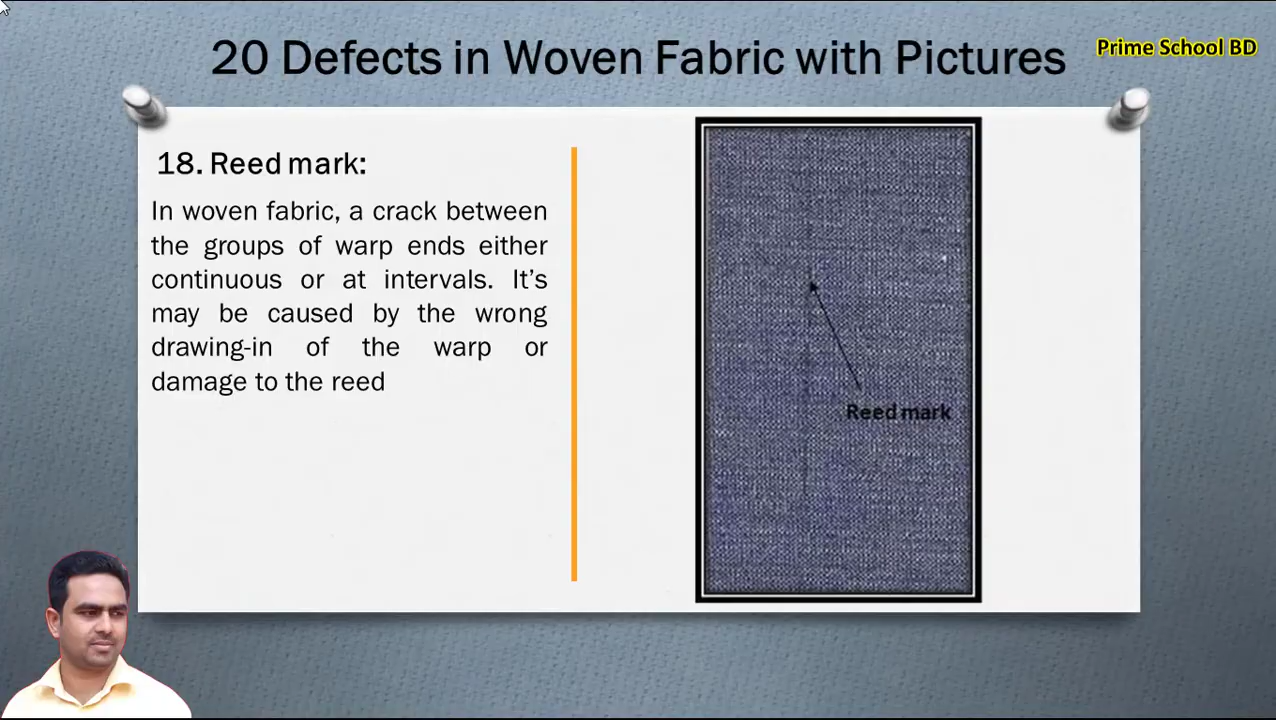 20 Defects in Woven Fabric with Pictures
Prime School BD
18. Reed mark:
In woven fabric, a crack between
the groups of warp ends either
continuous or at intervals. It’s
may be caused by the wrong
drawing-in of the warp or
damage to the reed
Reed mark